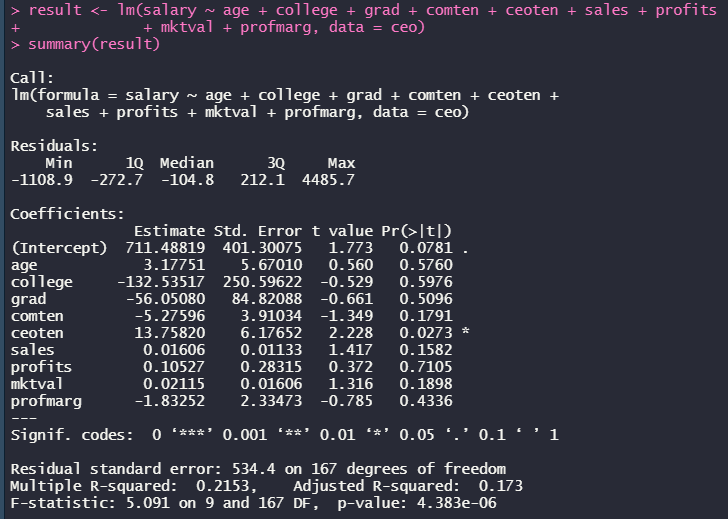 > result <- lm(salary ~ age + college + grad + comten + ceoten + sales + profits
+               + mktval + profmarg, data = ceo)
> summary(result)

Call:
lm(formula = salary ~ age + college + grad + comten + ceoten +
    sales + profits + mktval + profmarg, data = ceo)

Residuals:
    Min      1Q  Median      3Q     Max
-1108.9  -272.7  -104.8   212.1  4485.7

Coefficients:
              Estimate Std. Error t value Pr(>|t|)
(Intercept)  711.48819  401.30075   1.773   0.0781 .
age            3.17751    5.67010   0.560   0.5760
college     -132.53517  250.59622  -0.529   0.5976
grad         -56.05080   84.82088  -0.661   0.5096
comten        -5.27596    3.91034  -1.349   0.1791
ceoten        13.75820    6.17652   2.228   0.0273 *
sales          0.01606    0.01133   1.417   0.1582
profits        0.10527    0.28315   0.372   0.7105
mktval         0.02115    0.01606   1.316   0.1898
profmarg      -1.83252    2.33473  -0.785   0.4336
---
Signif. codes:  0 ‘***’ 0.001 ‘**’ 0.01 ‘*’ 0.05 ‘.’ 0.1 ‘ ’ 1

Residual standard error: 534.4 on 167 degrees of freedom
Multiple R-squared:  0.2153,	Adjusted R-squared:  0.173
F-statistic: 5.091 on 9 and 167 DF,  p-value: 4.383e-06